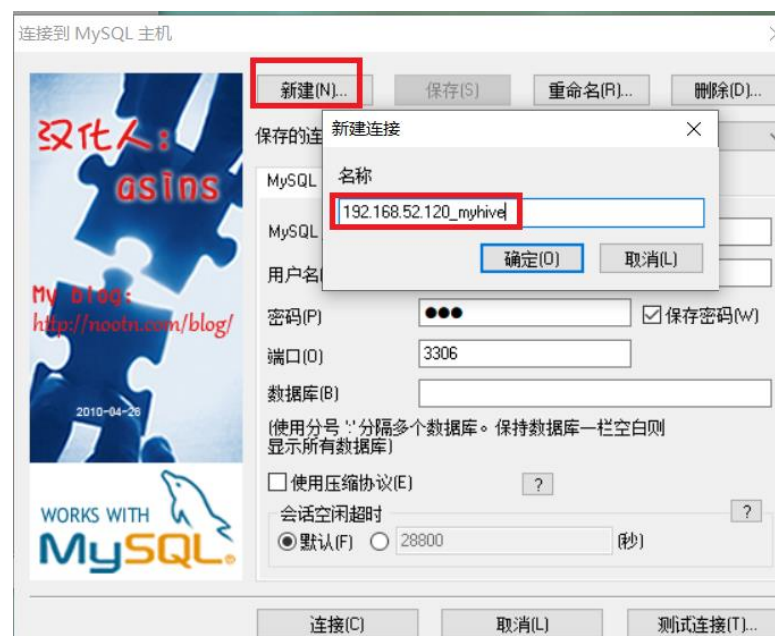 连接到 MySQL 主机
新建(N)...
保存(S)
重命名(R)...
删除(D)...
保存的连
新建连接
名称
192.168.52.120_myhive
确定(O)
取消(L)
MySQL
MySQL
用户名(
密码(P)
●●●
保存密码(W)
端口(O)
3306
数据库(B)
(使用分号 ';' 分隔多个数据库。保持数据库一栏空白则
显示所有数据库)
使用压缩协议(E)
?
会话空闲超时
?
默认(F)
28800
(秒)
连接(C)
取消(L)
测试连接(T)...
汉化人:
asins
My blog:
http://nootn.com/blog/
2010-04-26
WORKS WITH
MySQL®